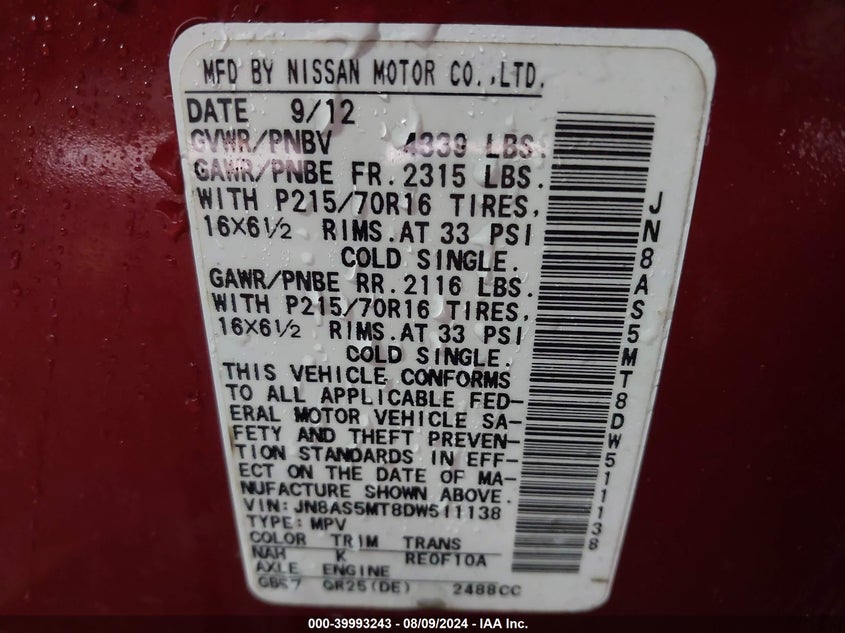 MFD BY NISSAN MOTOR CO.,LTD.
DATE 9/12
GVWR/PNBV 4339 LBS.
GAWR/PNBE FR.2315 LBS.
WITH P215/70R16 TIRES,
16X6½ RIMS.AT 33 PSI
COLD SINGLE.
GAWR/PNBE RR.2116 LBS.
WITH P215/70R16 TIRES,
16X6½ RIMS.AT 33 PSI
COLD SINGLE.
THIS VEHICLE CONFORMS
TO ALL APPLICABLE FED-
ERAL MOTOR VEHICLE SA-
FETY AND THEFT PREVEN-
TION STANDARDS IN EFF-
ECT ON THE DATE OF MA-
NUFACTURE SHOWN ABOVE.
VIN: JN8AS5MT8DW511138
TYPE: MPV
COLOR TRIM TRANS
NAH K RE0F10A
AXLE ENGINE
GB57 QR25(DE) 2488CC
JN8AS5MT8DW511138
000-39993243 - 08/09/2024 - IAA Inc.